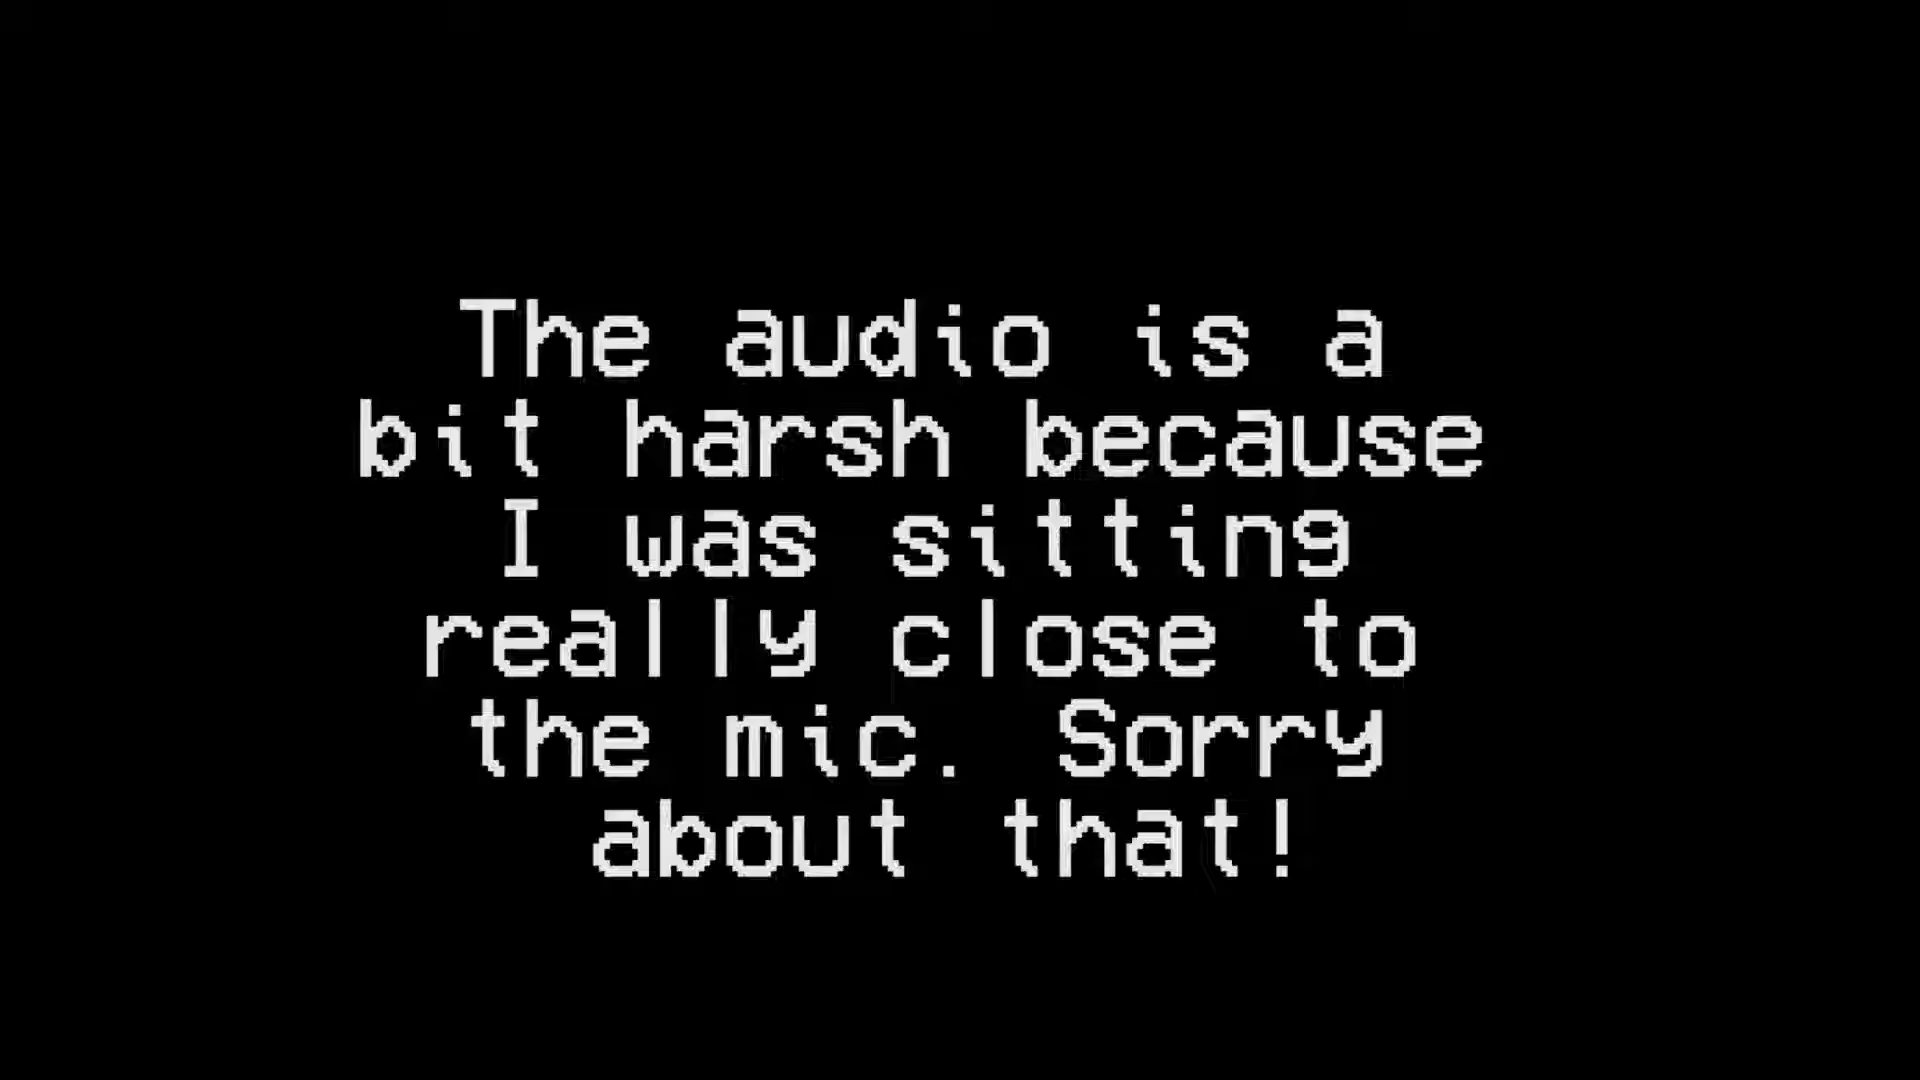 The audio is a
bit harsh because
I was sitting
really close to
the mic. Sorry
about that!